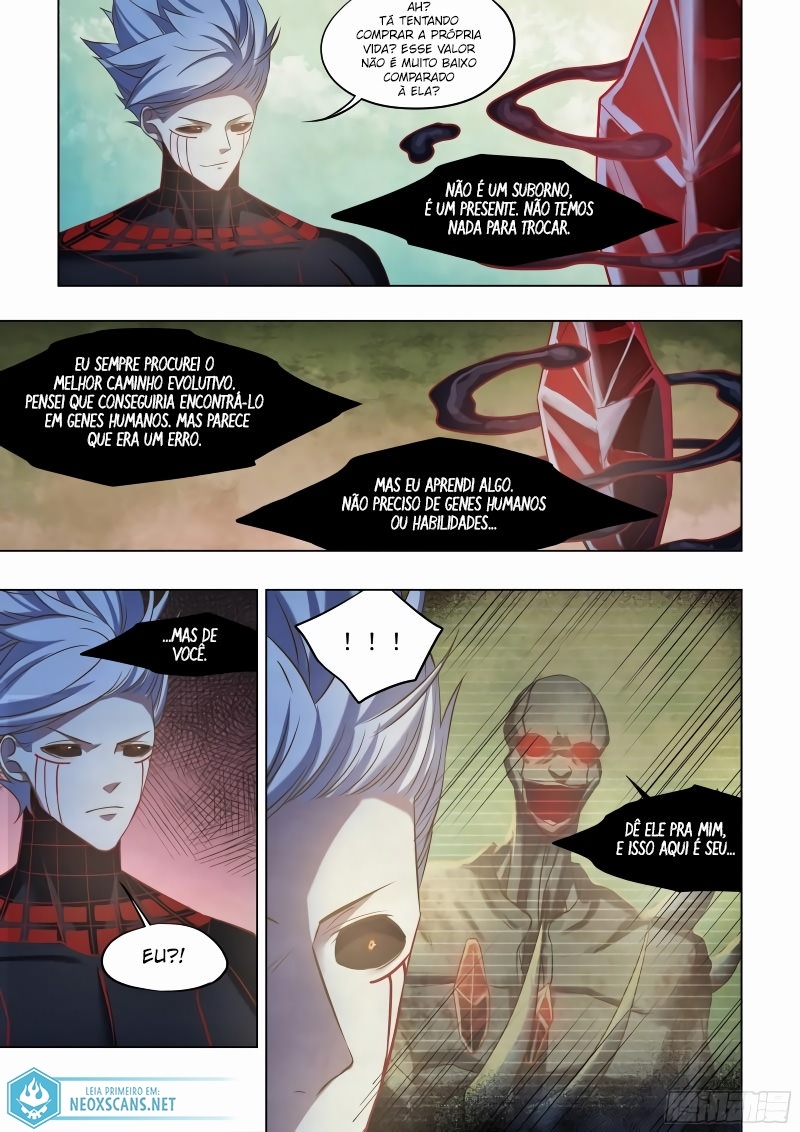 AH?
TÁ TENTANDO
COMPRAR A PRÓPRIA
VIDA? ESSE VALOR
NÃO É MUITO BAIXO
COMPARADO
À ELA?
NÃO É UM SUBORNO,
É UM PRESENTE. NÃO TEMOS
NADA PARA TROCAR.
EU SEMPRE PROCUREI O
MELHOR CAMINHO EVOLUTIVO.
PENSEI QUE CONSEGUIRIA ENCONTRÁ-LO
EM GENES HUMANOS. MAS PARECE
QUE ERA UM ERRO.
MAS EU APRENDI ALGO.
NÃO PRECISO DE GENES HUMANOS
OU HABILIDADES...
...MAS DE
VOCÊ.
EU?!
!!!
DÊ ELE PRA MIM,
E ISSO AQUI É SEU...
LEIA PRIMEIRO EM:
NEOXSCANS.NET